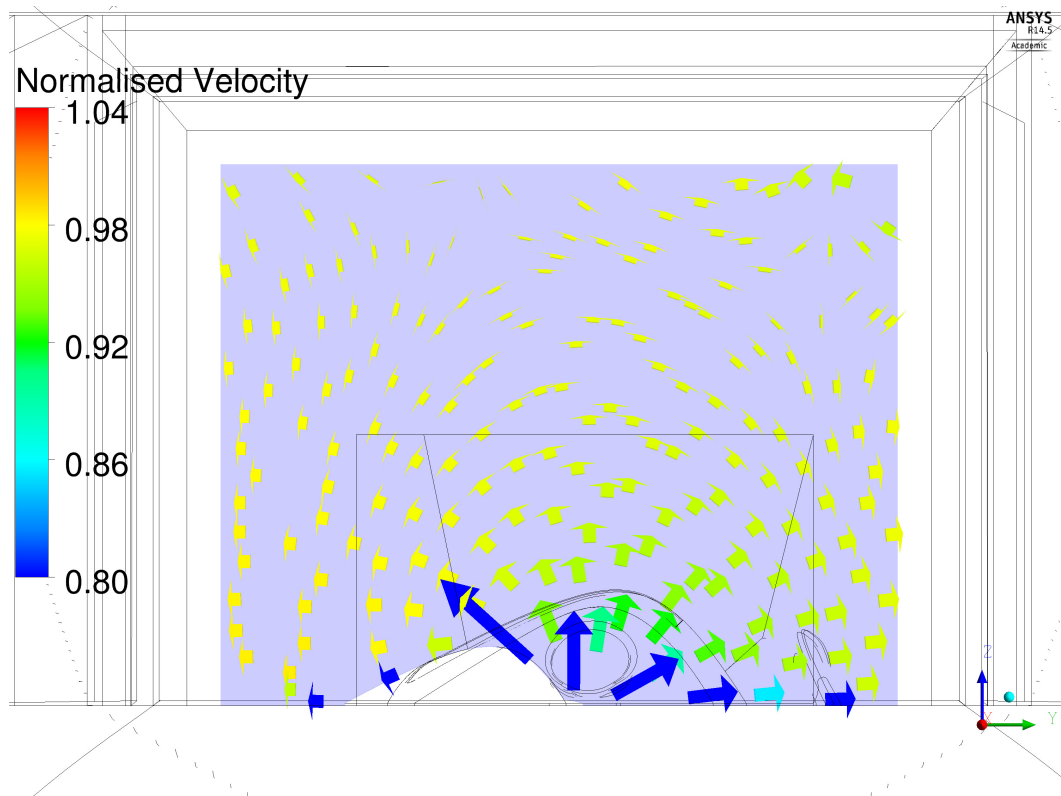 ANSYS
R14.5
Academic
Normalised Velocity
1.04
0.98
0.92
0.86
0.80
Z
X
Y